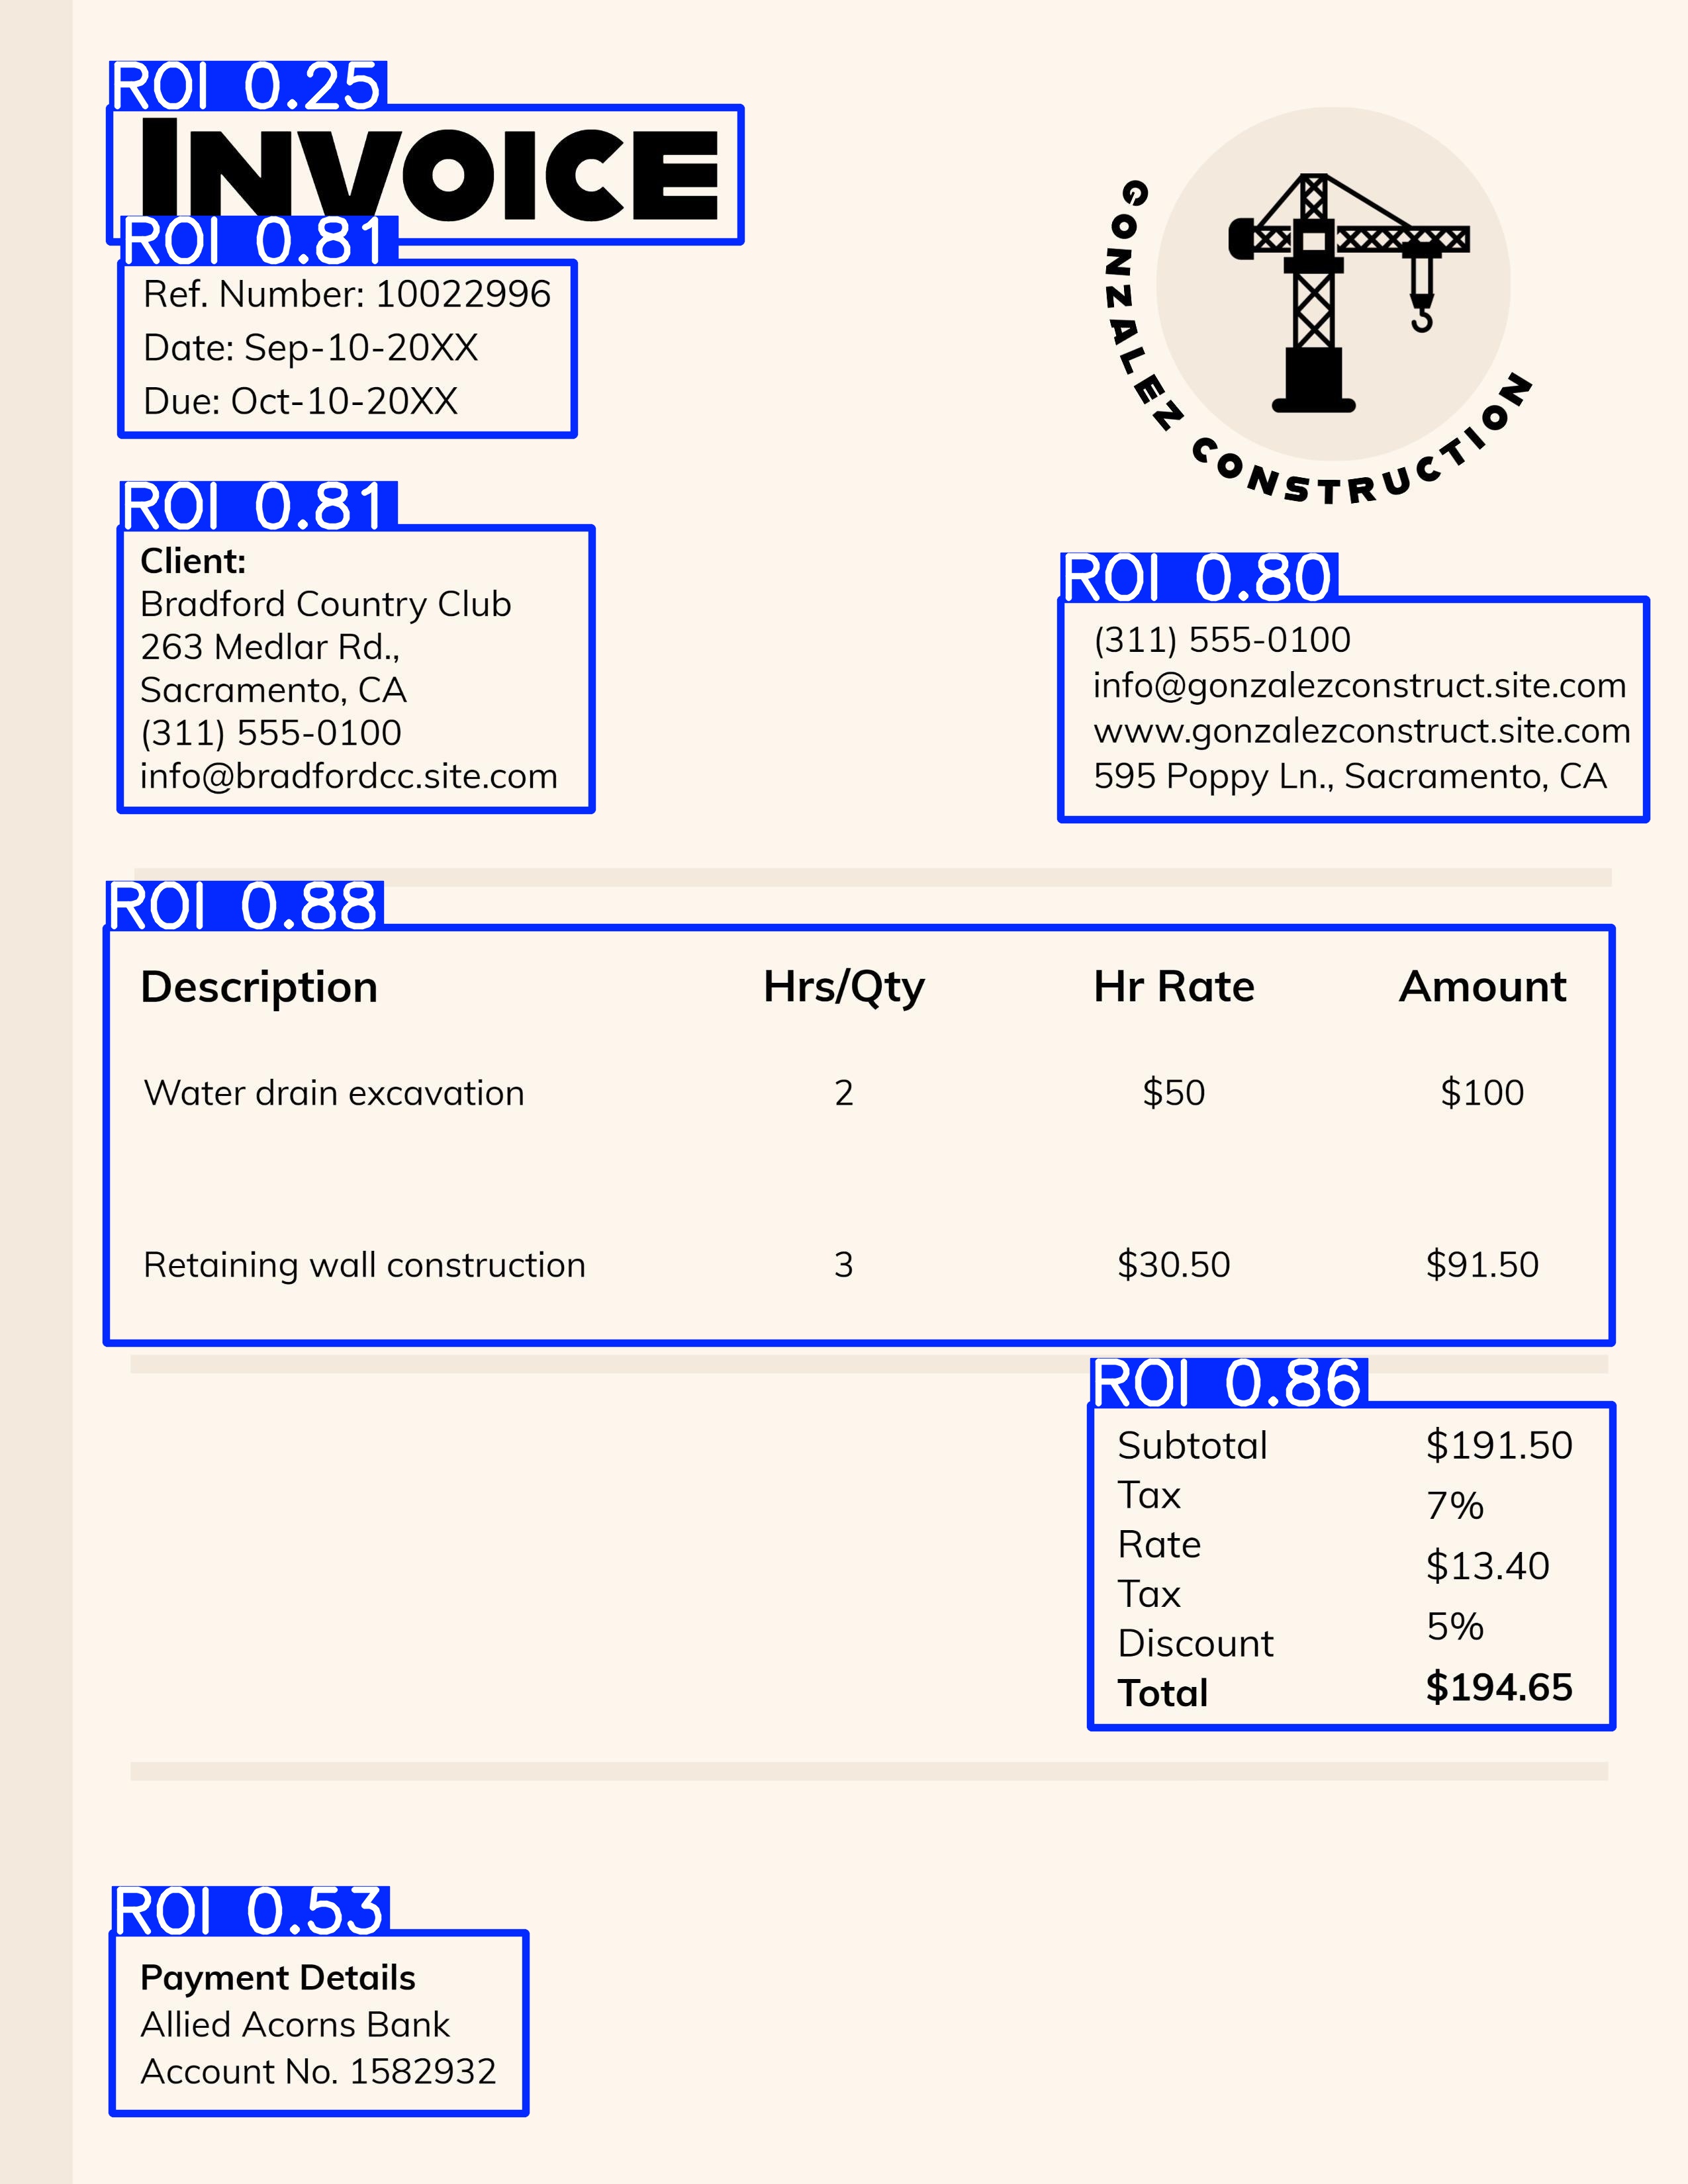 ROI 0.25
INVOICE
ROI 0.81
Ref. Number: 10022996
Date: Sep-10-20XX
Due: Oct-10-20XX
GONZALEZ CONSTRUCTION
ROI 0.81
Client:
Bradford Country Club
263 Medlar Rd.,
Sacramento, CA
(311) 555-0100
info@bradfordcc.site.com
ROI 0.80
(311) 555-0100
info@gonzalezconstruct.site.com
www.gonzalezconstruct.site.com
595 Poppy Ln., Sacramento, CA
ROI 0.88
Description Hrs/Qty Hr Rate Amount
Water drain excavation 2 $50 $100
Retaining wall construction 3 $30.50 $91.50
ROI 0.86
Subtotal $191.50
Tax 7%
Rate
$13.40
Tax
Discount 5%
Total $194.65
ROI 0.53
Payment Details
Allied Acorns Bank
Account No. 1582932